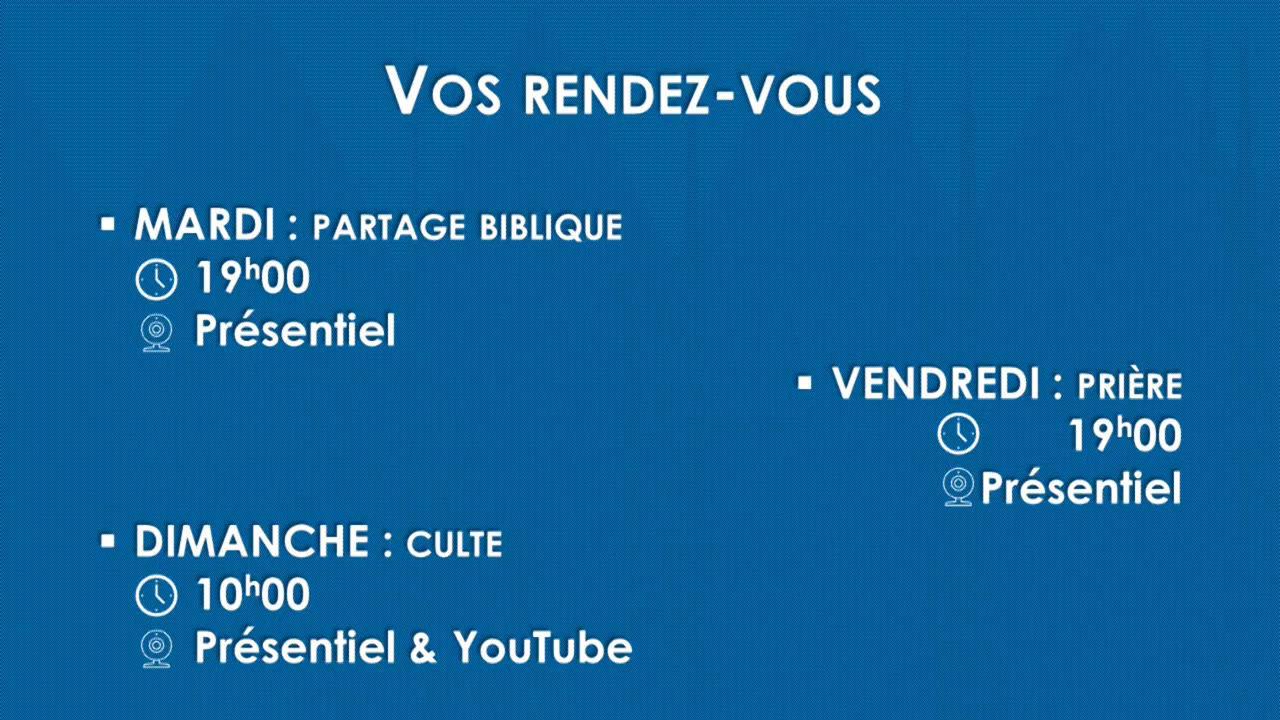 VOS RENDEZ-VOUS
▪ MARDI : PARTAGE BIBLIQUE
19ʰ00
Présentiel
▪ VENDREDI : PRIÈRE
19ʰ00
Présentiel
▪ DIMANCHE : CULTE
10ʰ00
Présentiel & YouTube